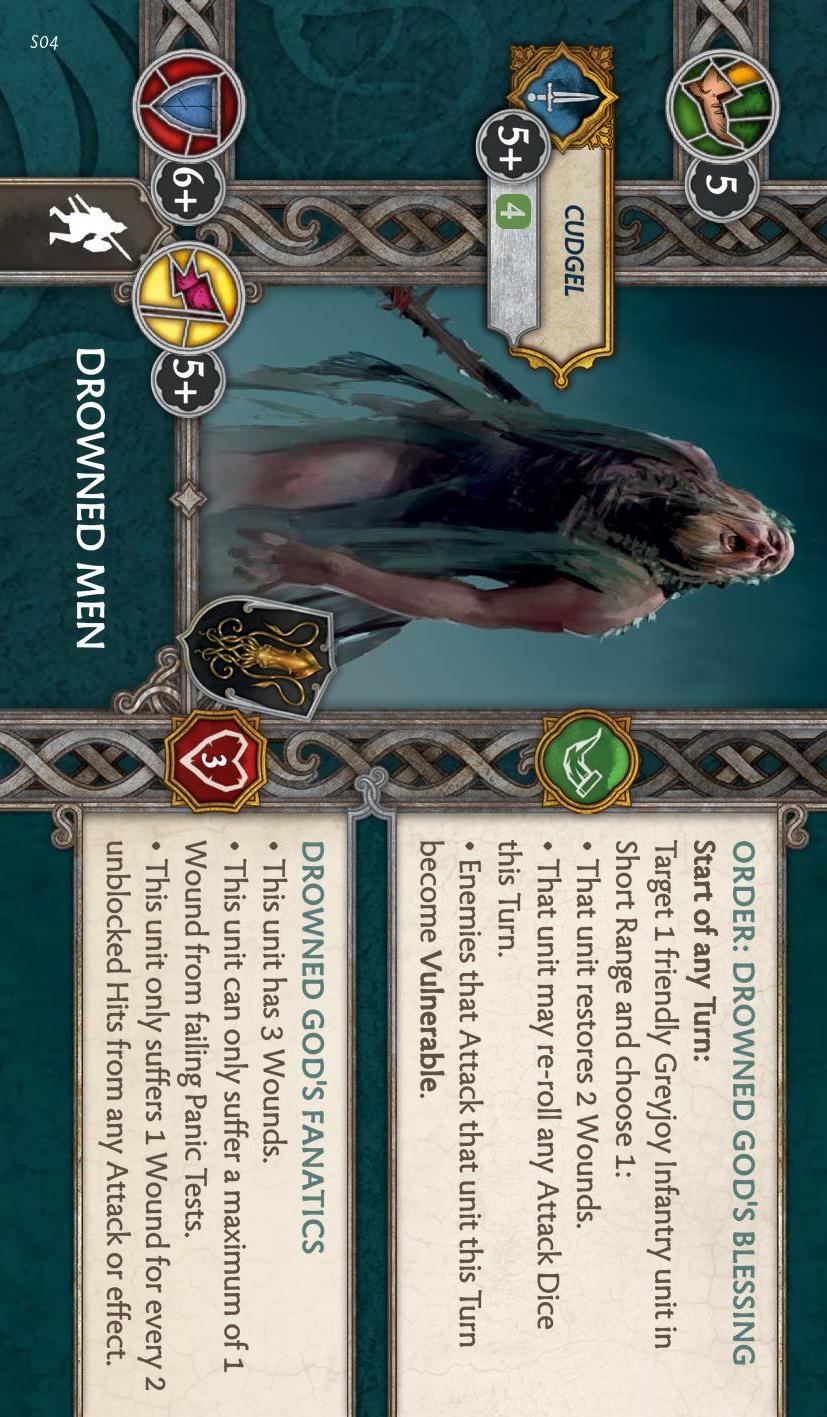 5
CUDGEL
5+
4
6+
5+
DROWNED MEN
S04
ORDER: DROWNED GOD'S BLESSING
Start of any Turn:
Target 1 friendly Greyjoy Infantry unit in
Short Range and choose 1:
• That unit restores 2 Wounds.
• That unit may re-roll any Attack Dice
this Turn.
• Enemies that Attack that unit this Turn
become Vulnerable.
3
DROWNED GOD'S FANATICS
• This unit has 3 Wounds.
• This unit can only suffer a maximum of 1
Wound from failing Panic Tests.
• This unit only suffers 1 Wound for every 2
unblocked Hits from any Attack or effect.